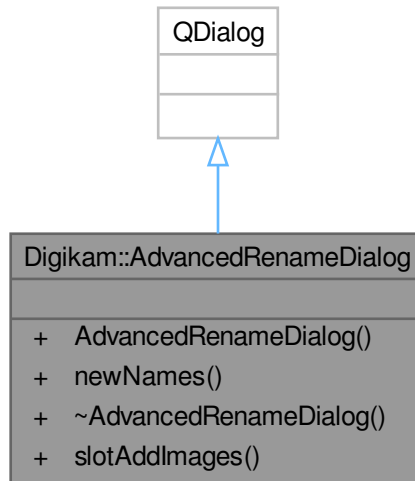 QDialog
Digikam::AdvancedRenameDialog
+ AdvancedRenameDialog()
+ newNames()
+ ~AdvancedRenameDialog()
+ slotAddImages()